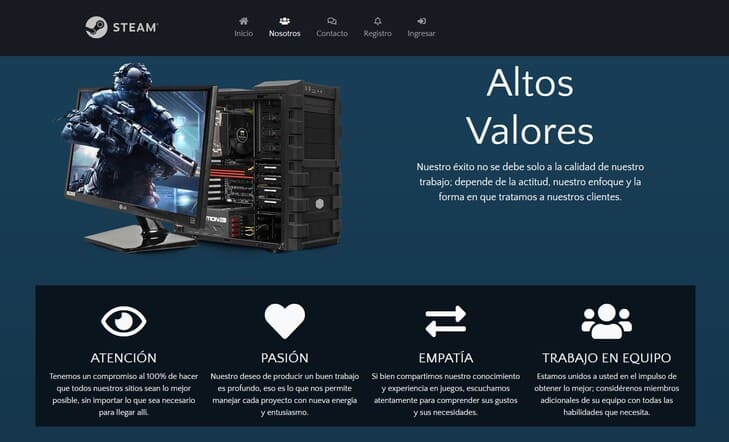 STEAM®
Inicio
Nosotros
Contacto
Registro
Ingresar
Altos
Valores
Nuestro éxito no se debe solo a la calidad de nuestro
trabajo; depende de la actitud, nuestro enfoque y la
forma en que tratamos a nuestros clientes.
LG
ATENCIÓN
Tenemos un compromiso al 100% de hacer
que todos nuestros sitios sean lo mejor
posible, sin importar lo que sea necesario
para llegar allí.
PASIÓN
Nuestro deseo de producir un buen trabajo
es profundo, eso es lo que nos permite
manejar cada proyecto con nueva energía
y entusiasmo.
EMPATÍA
Si bien compartimos nuestro conocimiento
y experiencia en juegos, escuchamos
atentamente para comprender sus gustos
y sus necesidades.
TRABAJO EN EQUIPO
Estamos unidos a usted en el impulso de
obtener lo mejor; considérenos miembros
adicionales de su equipo con todas las
habilidades que necesita.